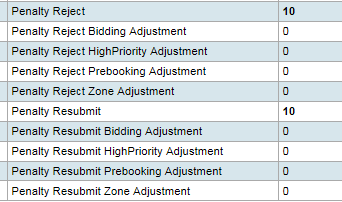 Penalty Reject 10
Penalty Reject Bidding Adjustment 0
Penalty Reject HighPriority Adjustment 0
Penalty Reject Prebooking Adjustment 0
Penalty Reject Zone Adjustment 0
Penalty Resubmit 10
Penalty Resubmit Bidding Adjustment 0
Penalty Resubmit HighPriority Adjustment 0
Penalty Resubmit Prebooking Adjustment 0
Penalty Resubmit Zone Adjustment 0